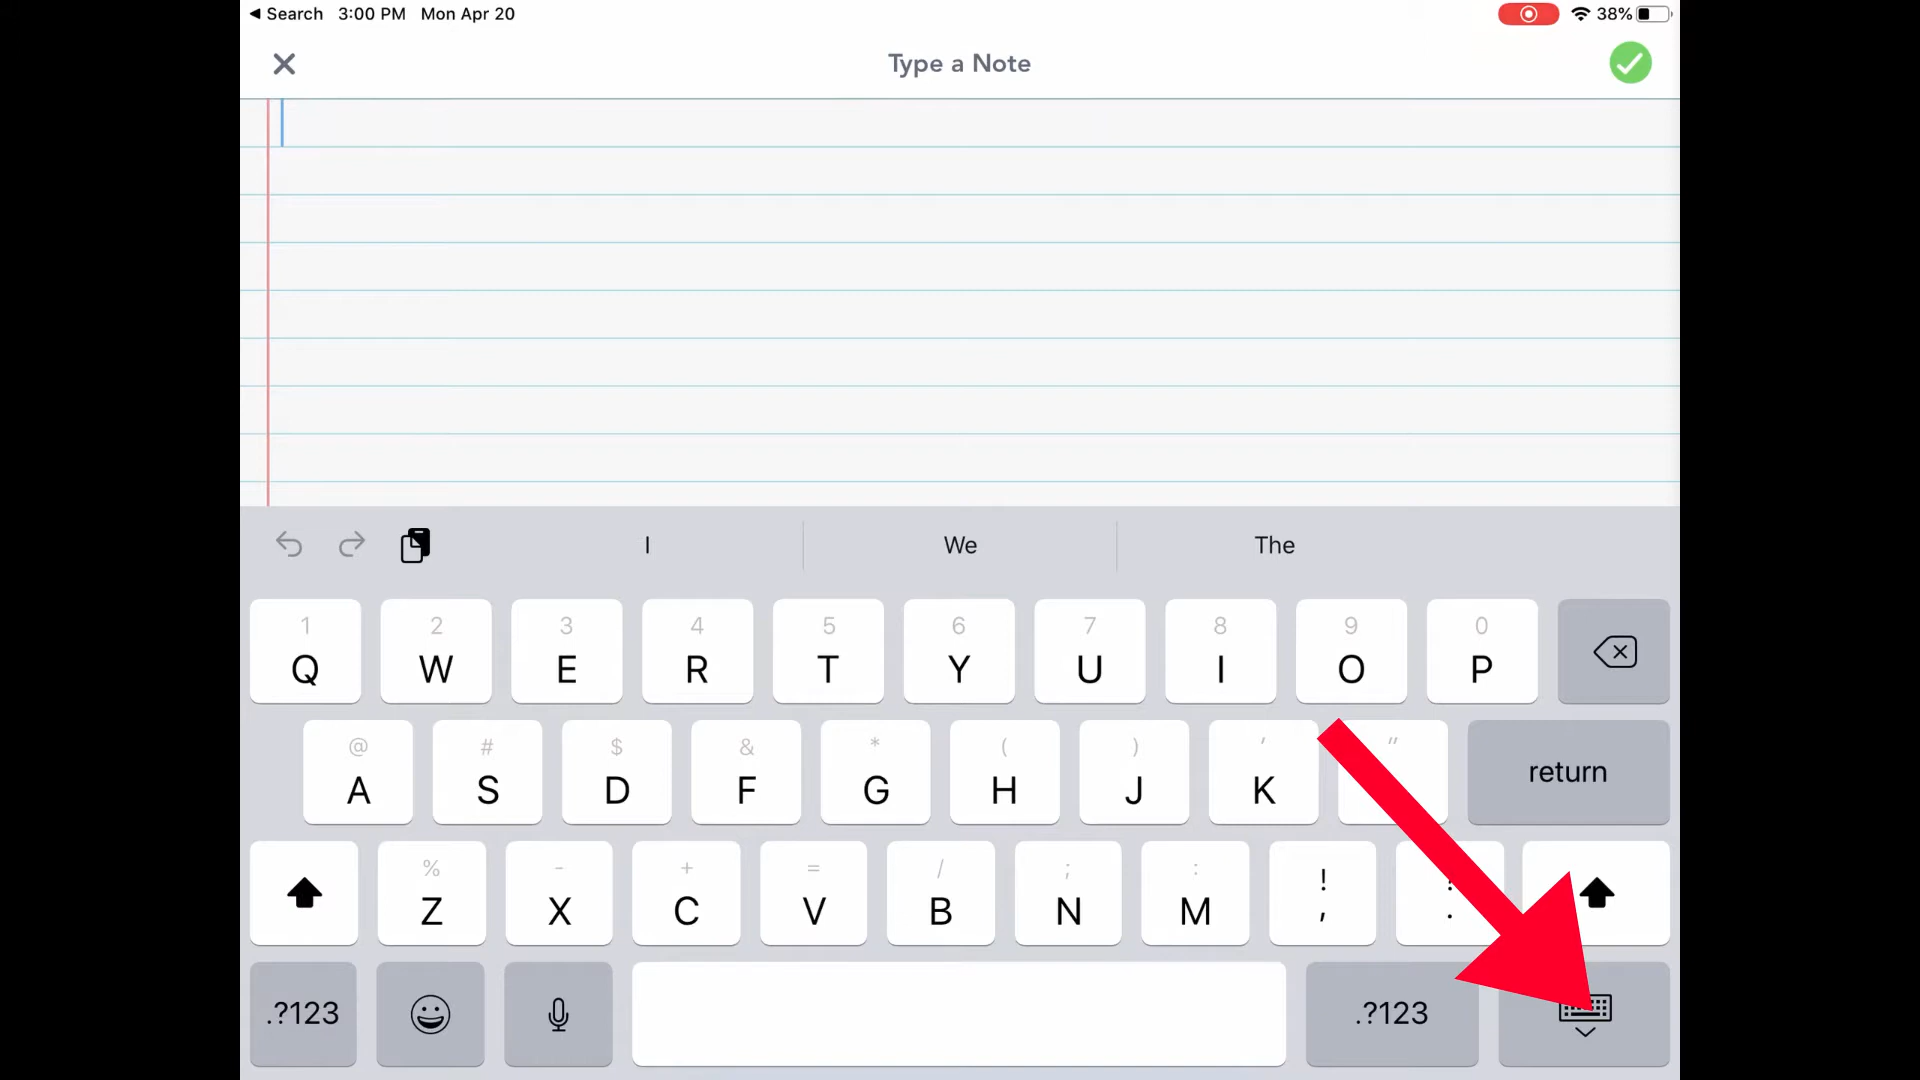 Search 3:00 PM Mon Apr 20 38%
Type a Note
I We The
1 2 3 4 5 6 7 8 9 0
Q W E R T Y U I O P
@ # $ & * ( ) ' "
A S D F G H J K return
% - + = / ; : !
Z X C V B N M , .
.?123 .?123